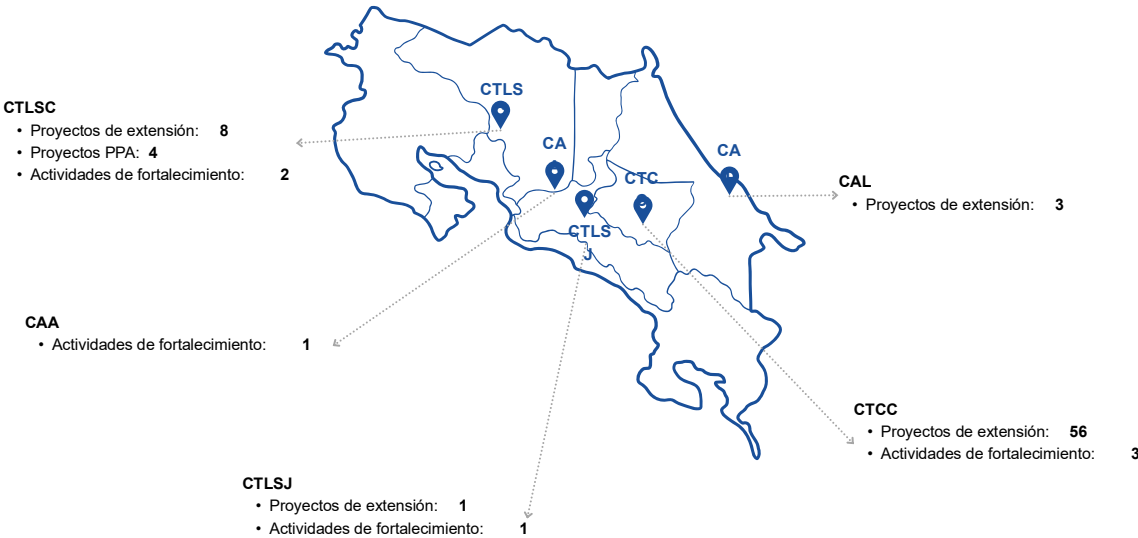 CTLSC
• Proyectos de extensión: 8
• Proyectos PPA: 4
• Actividades de fortalecimiento: 2
CTLS
CA
CTC
CTLS
J
CA
CAL
• Proyectos de extensión: 3
CAA
• Actividades de fortalecimiento: 1
CTCC
• Proyectos de extensión: 56
• Actividades de fortalecimiento: 3
CTLSJ
• Proyectos de extensión: 1
• Actividades de fortalecimiento: 1